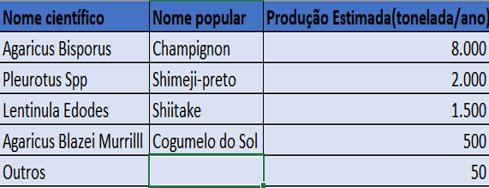 Nome científico Nome popular Produção Estimada(tonelada/ano)
Agaricus Bisporus Champignon 8.000
Pleurotus Spp Shimeji-preto 2.000
Lentinula Edodes Shiitake 1.500
Agaricus Blazei Murrilll Cogumelo do Sol 500
Outros 50